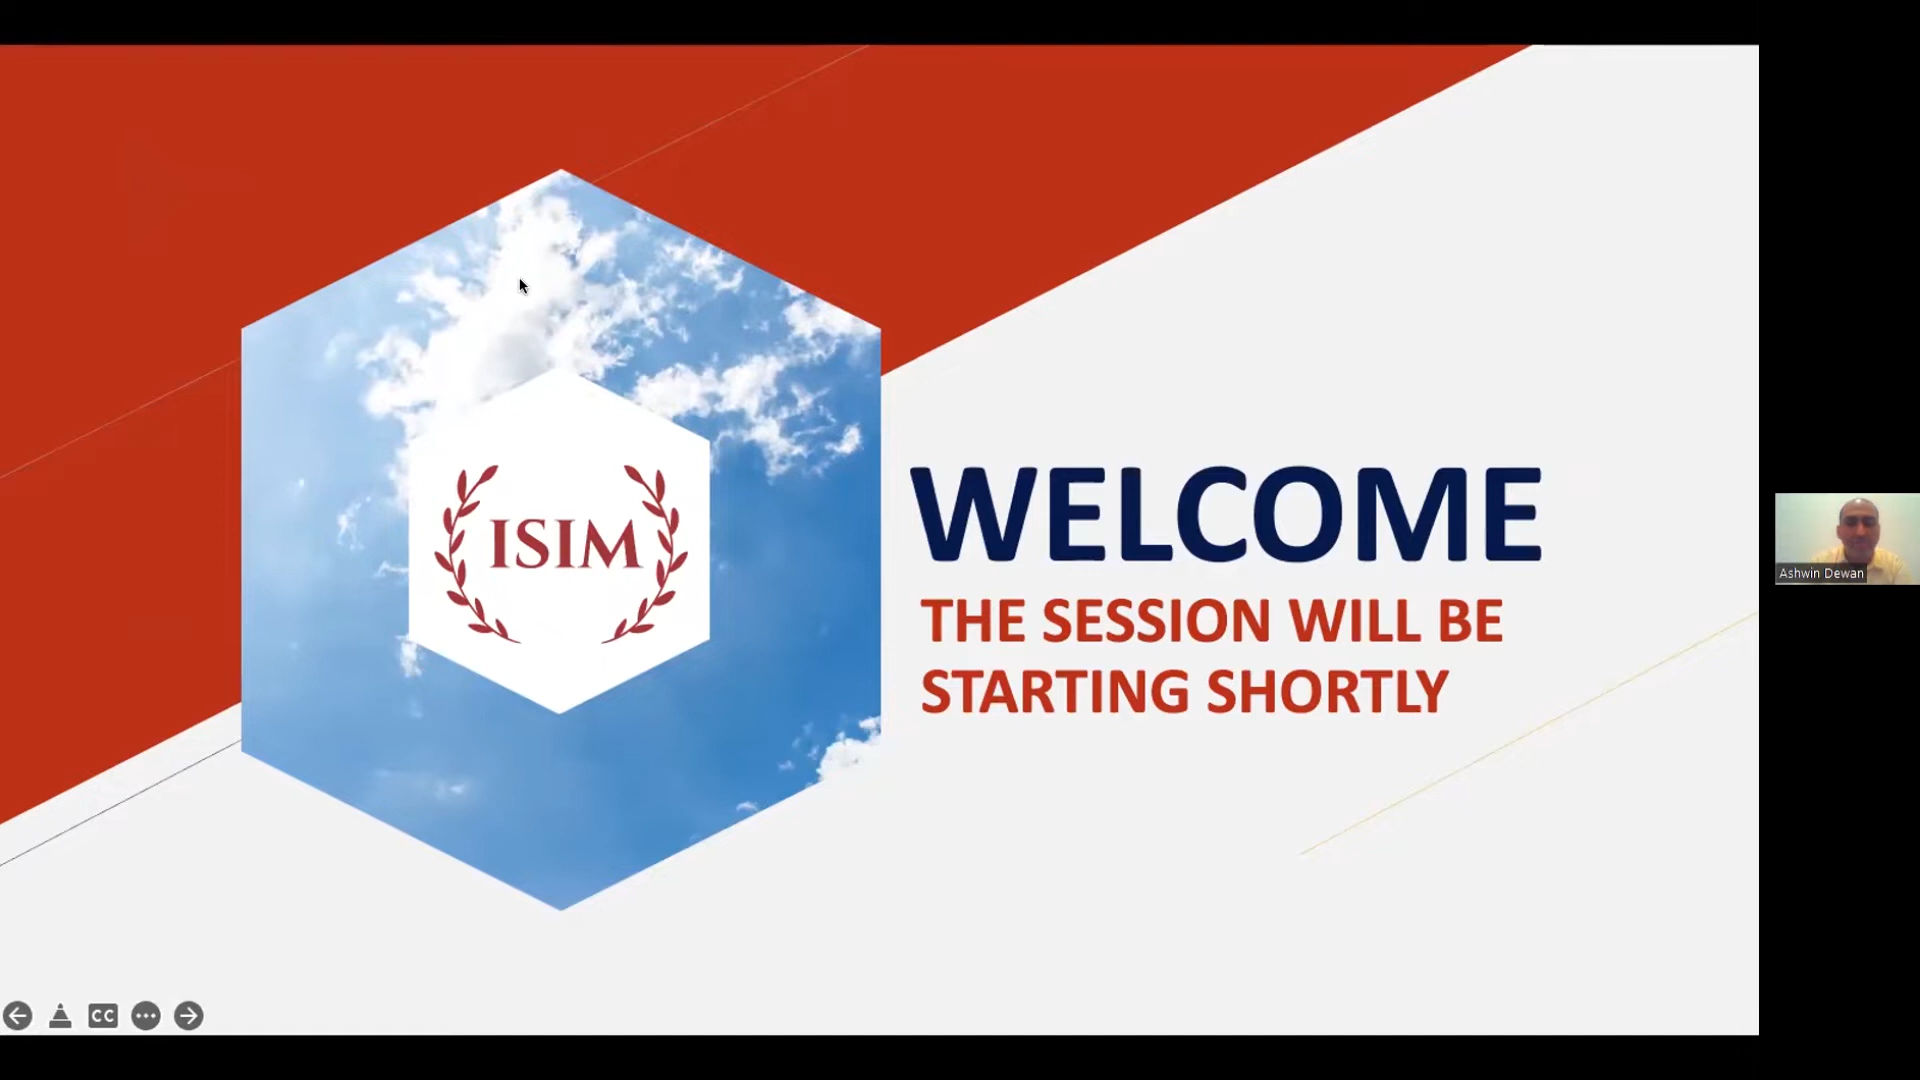 ISIM
WELCOME
THE SESSION WILL BE
STARTING SHORTLY
Ashwin Dewan
CC